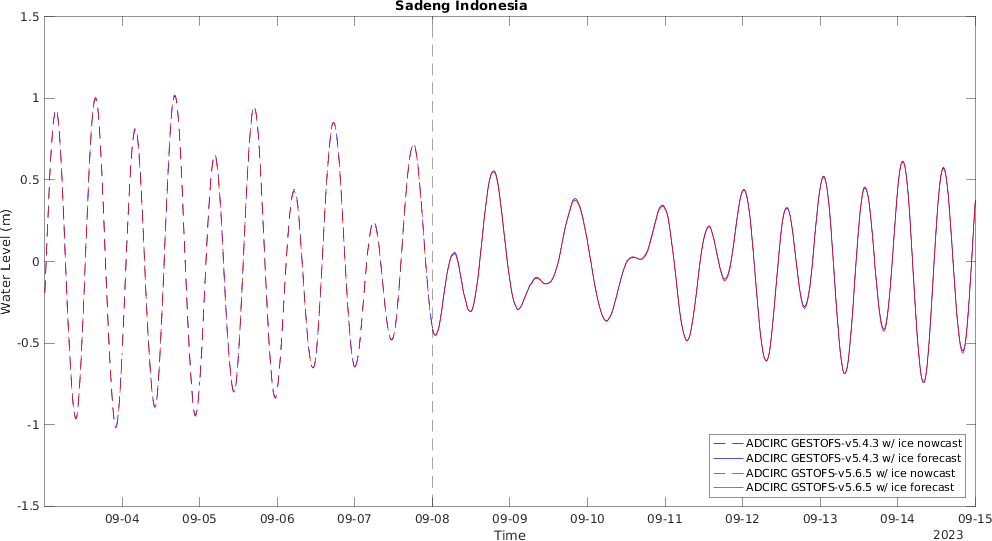 Sadeng Indonesia
1.5
1
0.5
0
-0.5
-1
-1.5
Water Level (m)
09-04 09-05 09-06 09-07 09-08 09-09 09-10 09-11 09-12 09-13 09-14 09-15
Time
2023
ADCIRC GESTOFS-v5.4.3 w/ ice nowcast
ADCIRC GESTOFS-v5.4.3 w/ ice forecast
ADCIRC GSTOFS-v5.6.5 w/ ice nowcast
ADCIRC GSTOFS-v5.6.5 w/ ice forecast